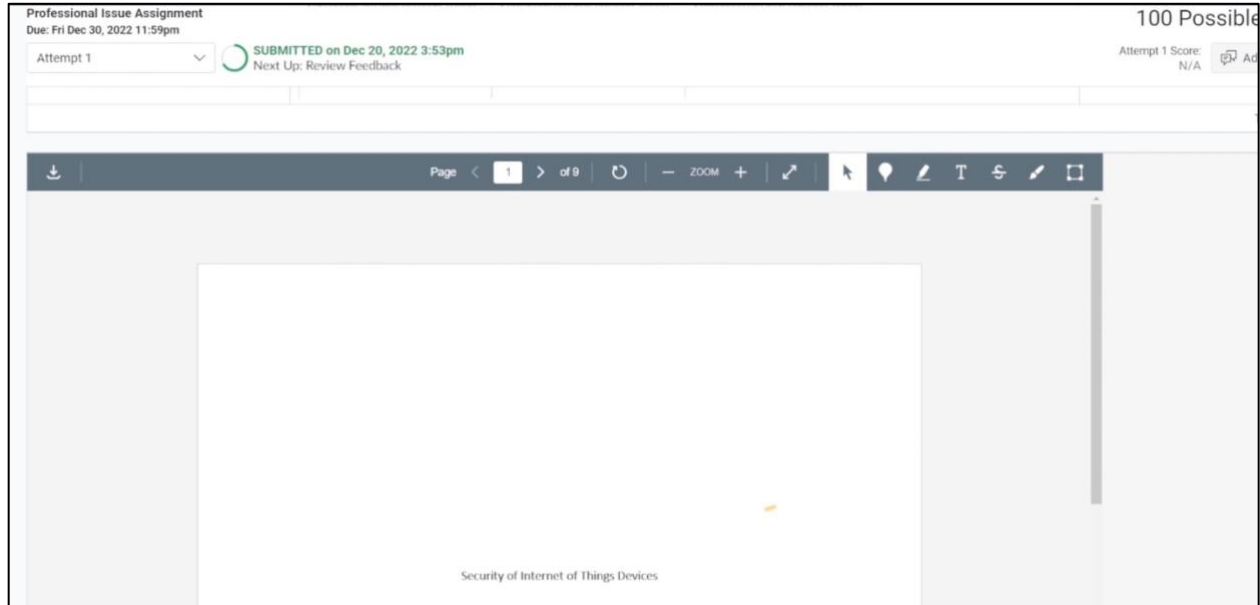 Professional Issue Assignment
Due: Fri Dec 30, 2022 11:59pm
100 Possible
Attempt 1
SUBMITTED on Dec 20, 2022 3:53pm
Next Up: Review Feedback
Attempt 1 Score:
N/A
Ad
Page 1 of 9 ZOOM T S
Security of Internet of Things Devices